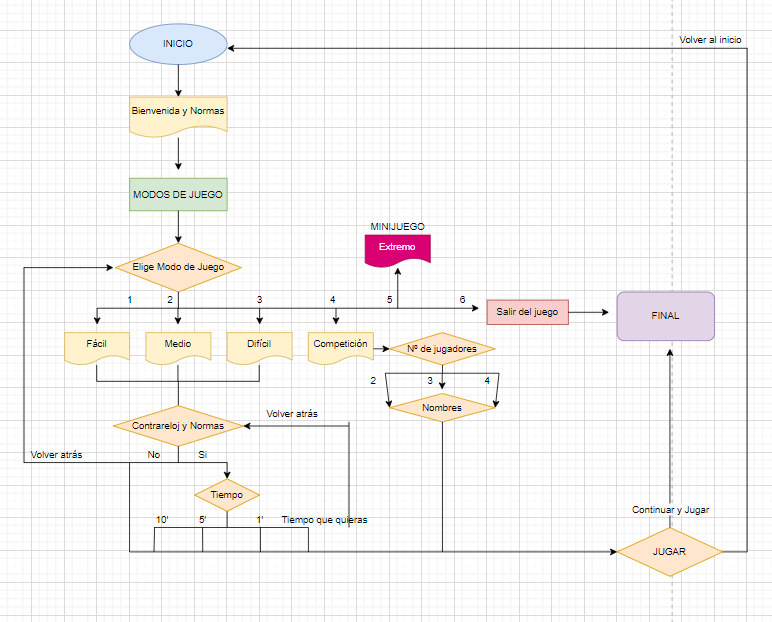 INICIO
Volver al inicio
Bienvenida y Normas
MODOS DE JUEGO
MINIJUEGO
Extremo
Elige Modo de Juego
1
2
3
4
5
6
Salir del juego
FINAL
Fácil
Medio
Difícil
Competición
Nº de jugadores
2
3
4
Nombres
Volver atrás
Contrareloj y Normas
Volver atrás
No
Si
Tiempo
10'
5'
1'
Tiempo que quieras
Continuar y Jugar
JUGAR